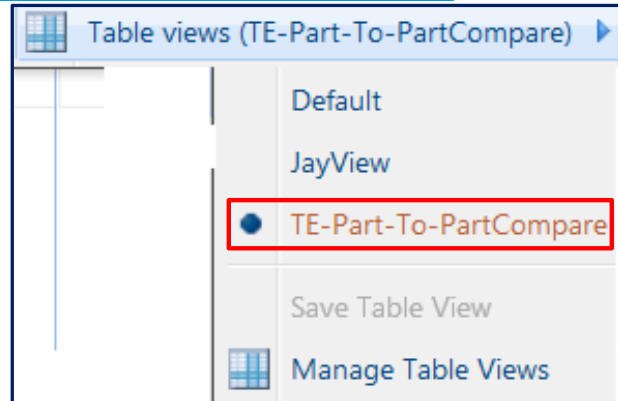 Table views (TE-Part-To-PartCompare)
Default
JayView
TE-Part-To-PartCompare
Save Table View
Manage Table Views